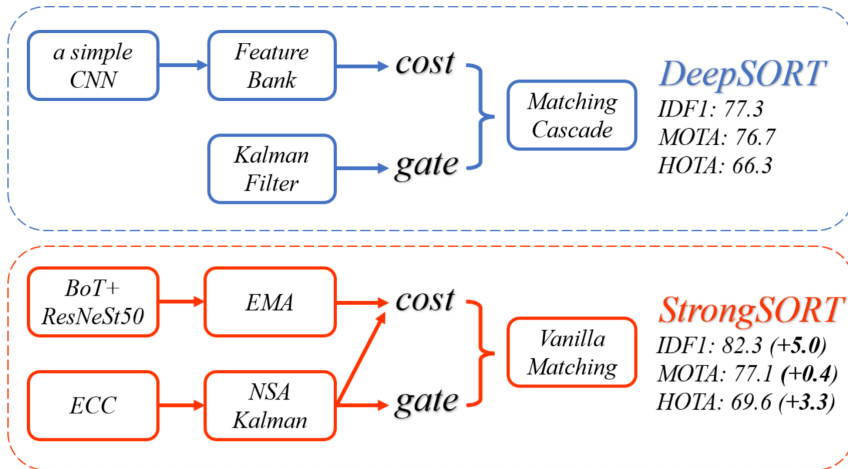 a simple
CNN
Feature
Bank
cost
Kalman
Filter
gate
Matching
Cascade
DeepSORT
IDF1: 77.3
MOTA: 76.7
HOTA: 66.3
BoT+
ResNeSt50
EMA
cost
ECC
NSA
Kalman
gate
Vanilla
Matching
StrongSORT
IDF1: 82.3 (+5.0)
MOTA: 77.1 (+0.4)
HOTA: 69.6 (+3.3)